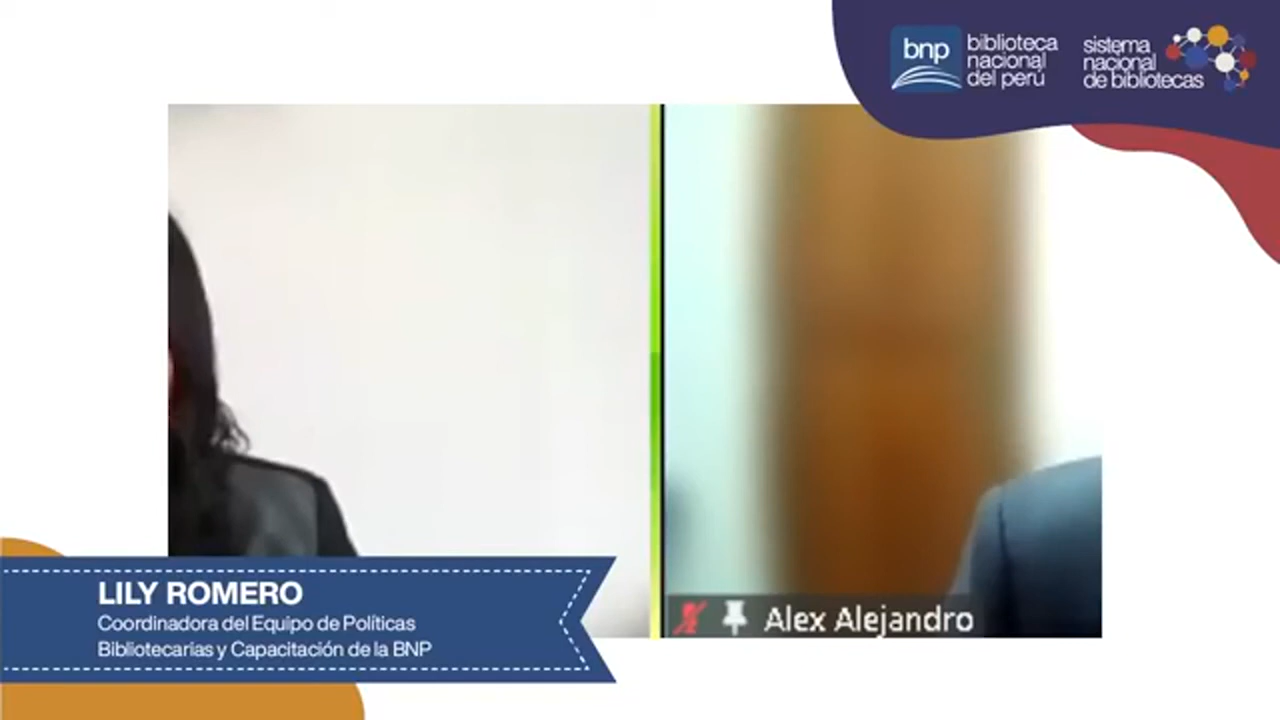 bnp
biblioteca
nacional
del perú
sistema
nacional
de bibliotecas
LILY ROMERO
Coordinadora del Equipo de Políticas
Bibliotecarias y Capacitación de la BNP
Alex Alejandro